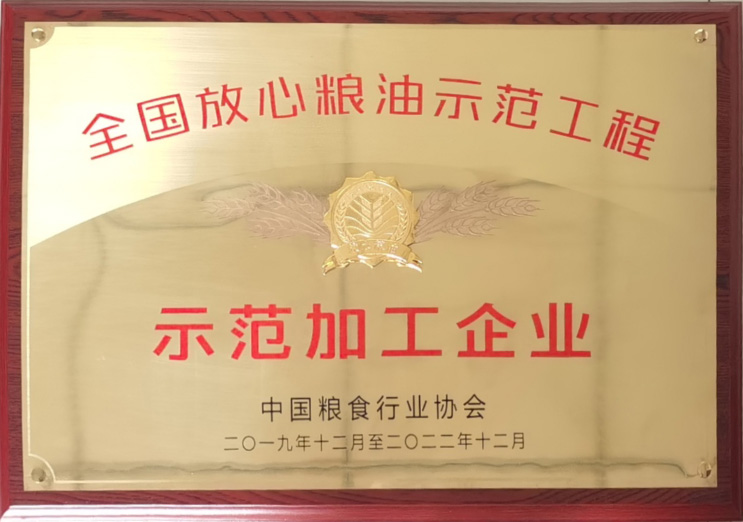 全国放心粮油示范工程
示范加工企业
中国粮食行业协会
二〇一九年十二月至二〇二二年十二月